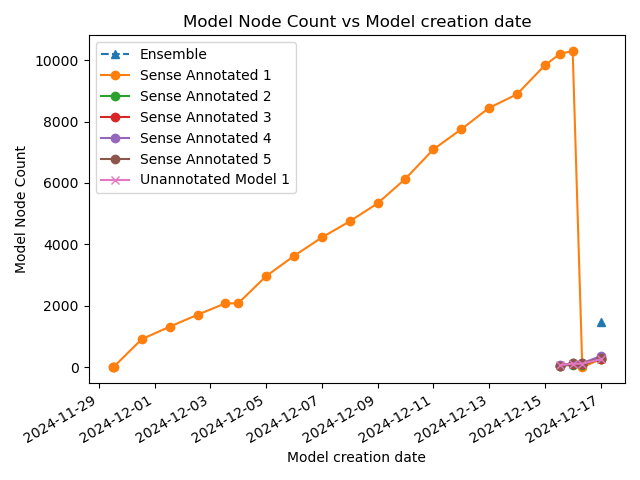 Model Node Count vs Model creation date
Ensemble
Sense Annotated 1
Sense Annotated 2
Sense Annotated 3
Sense Annotated 4
Sense Annotated 5
Unannotated Model 1
Model Node Count
10000
8000
6000
4000
2000
0
2024-11-29
2024-12-01
2024-12-03
2024-12-05
2024-12-07
2024-12-09
2024-12-11
2024-12-13
2024-12-15
2024-12-17
Model creation date